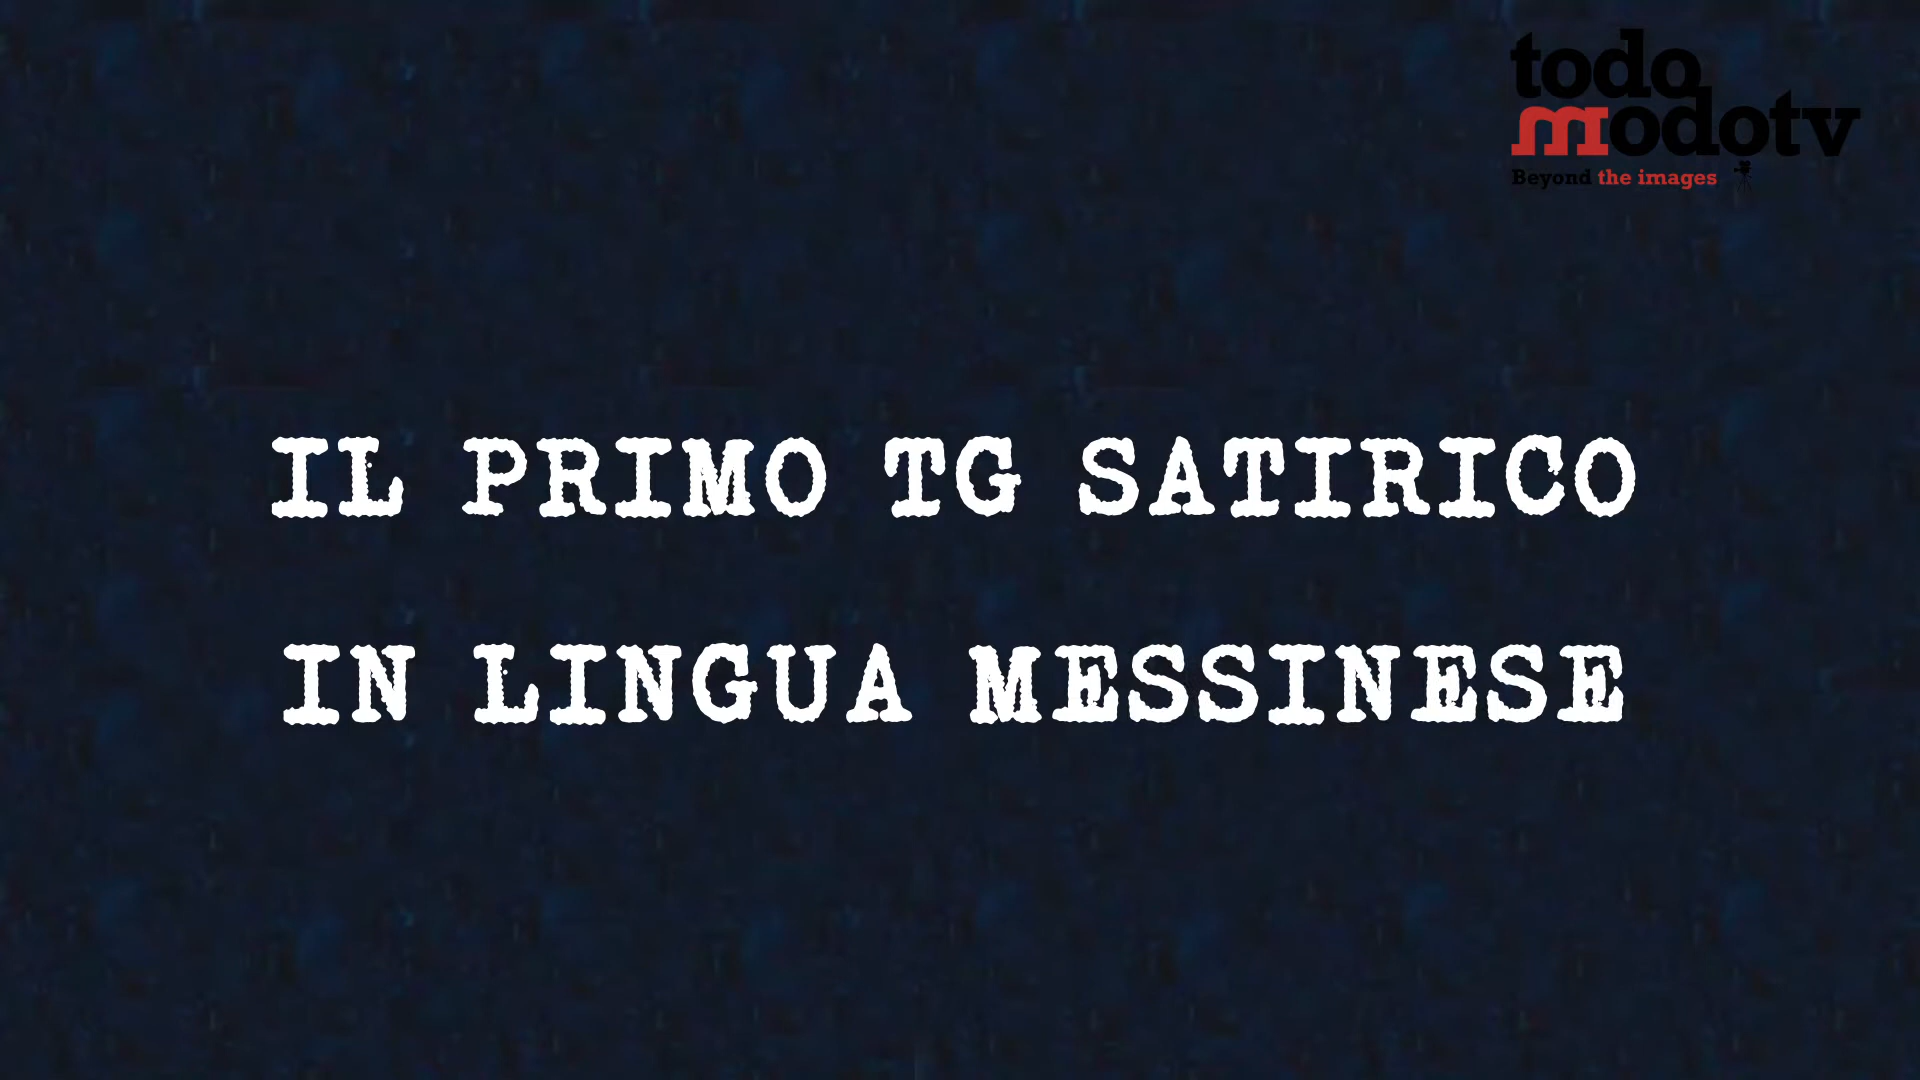 todo
modotv
Beyond the images
IL PRIMO TG SATIRICO
IN LINGUA MESSINESE